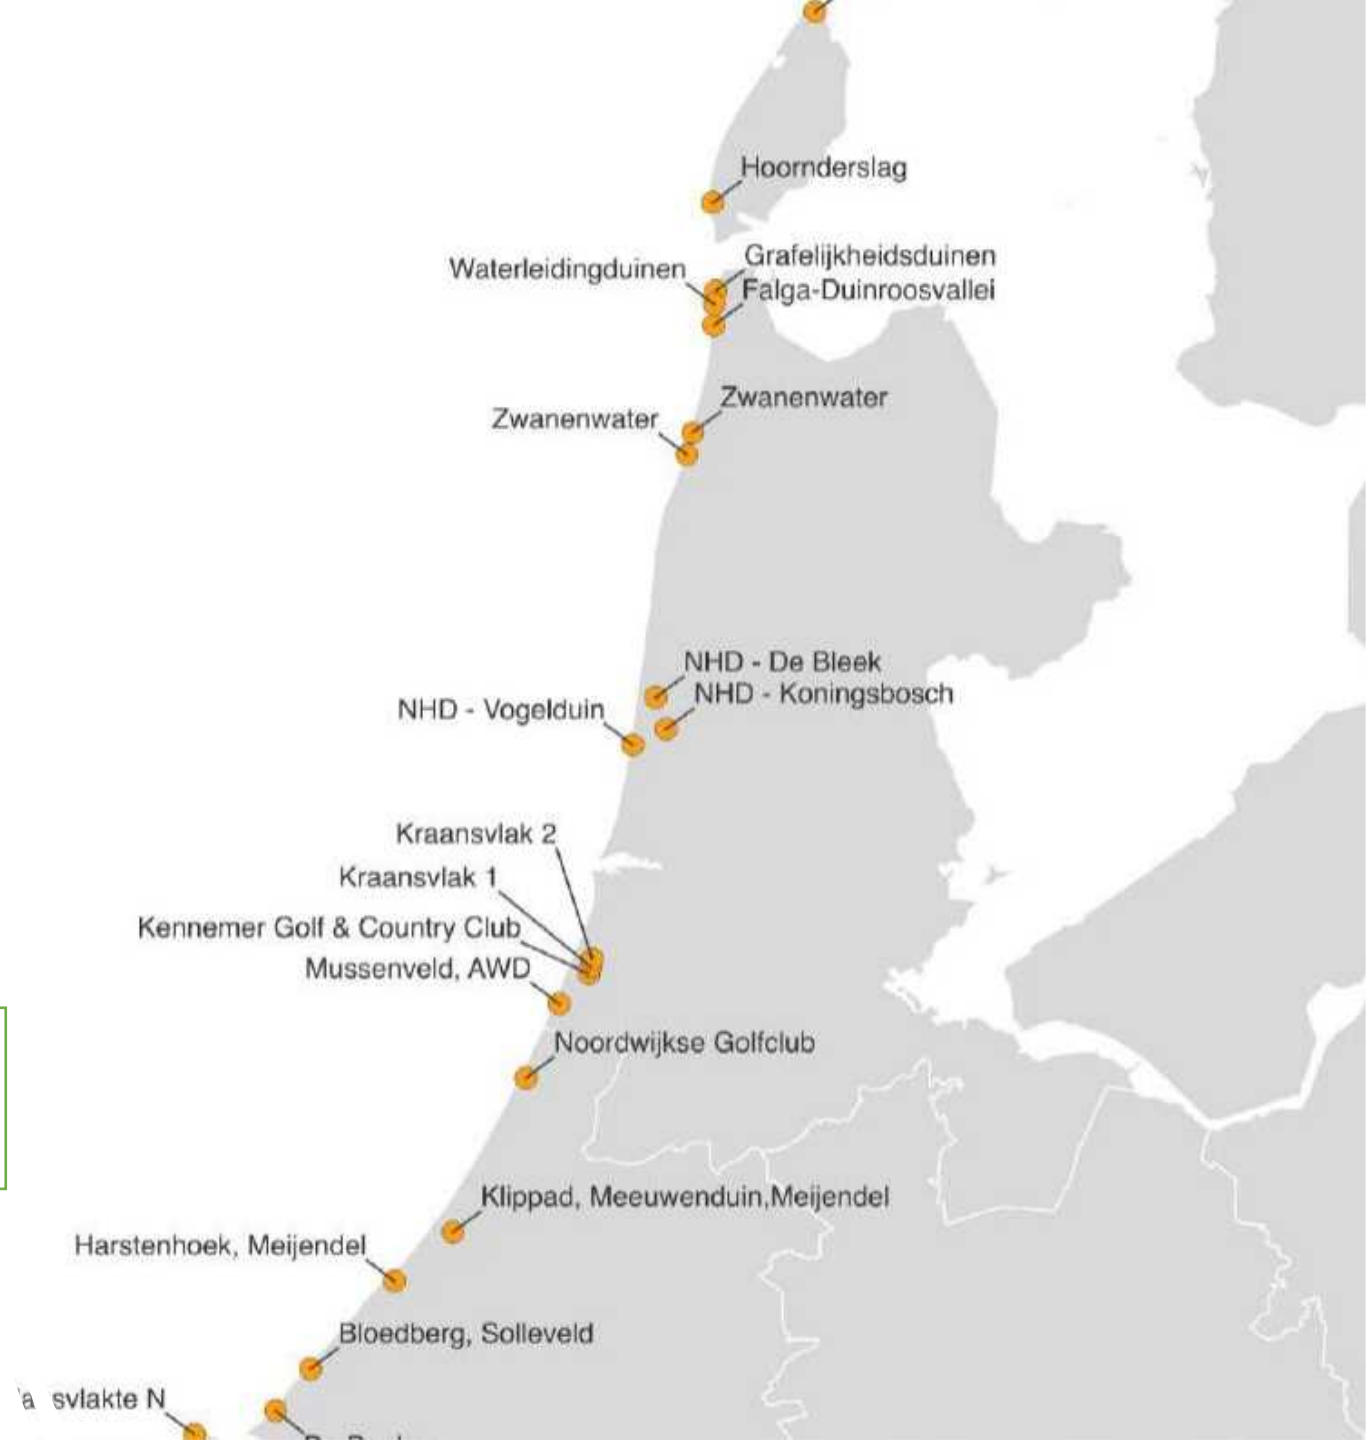 Hoornderslag
Grafelijkheidsduinen
Waterleidingduinen
Falga-Duinroosvallei
Zwanenwater
Zwanenwater
NHD - De Bleek
NHD - Koningsbosch
NHD - Vogelduin
Kraansvlak 2
Kraansvlak 1
Kennemer Golf & Country Club
Mussenveld, AWD
Noordwijkse Golfclub
Klippad, Meeuwenduin,Meijendel
Harstenhoek, Meijendel
Bloedberg, Solleveld
svlakte N